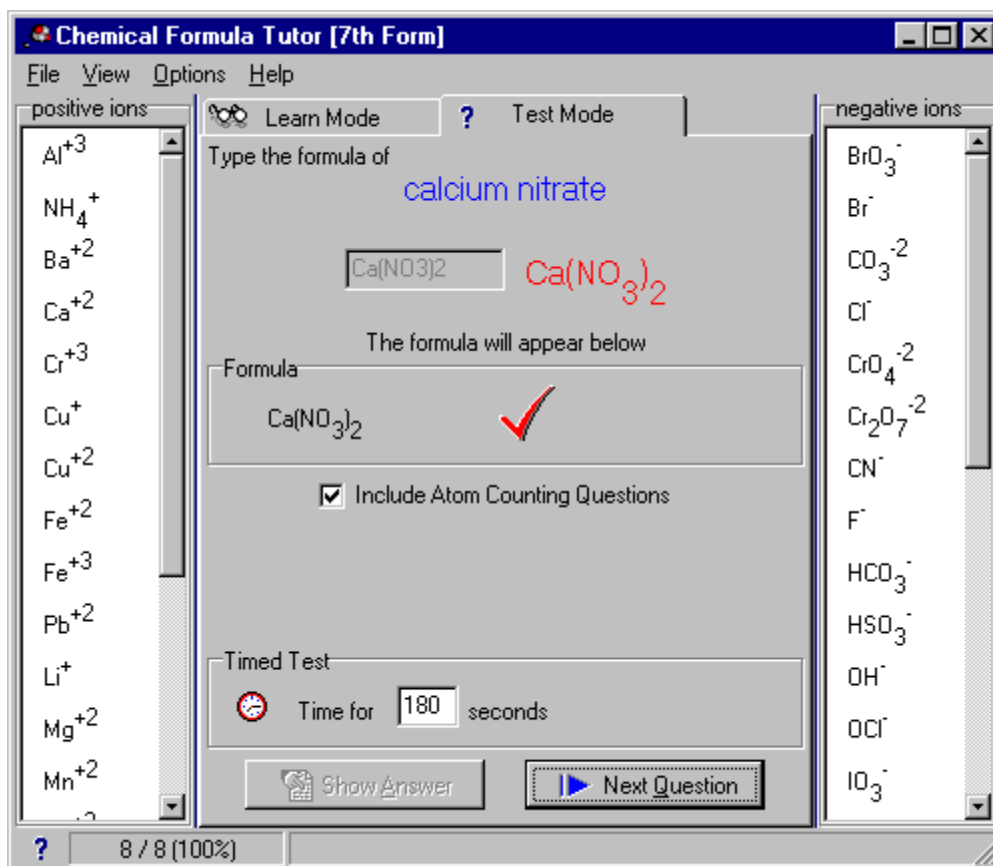 Chemical Formula Tutor [7th Form]
File View Options Help
positive ions
Al⁺³
NH₄⁺
Ba⁺²
Ca⁺²
Cr⁺³
Cu⁺
Cu⁺²
Fe⁺²
Fe⁺³
Pb⁺²
Li⁺
Mg⁺²
Mn⁺²
Learn Mode
? Test Mode
Type the formula of
calcium nitrate
Ca(NO3)2 Ca(NO₃)₂
The formula will appear below
Formula
Ca(NO₃)₂
Include Atom Counting Questions
Timed Test
Time for 180 seconds
Show Answer
Next Question
negative ions
BrO₃⁻
Br⁻
CO₃⁻²
Cl⁻
CrO₄⁻²
Cr₂O₇⁻²
CN⁻
F⁻
HCO₃⁻
HSO₃⁻
OH⁻
OCl⁻
IO₃⁻
? 8 / 8 (100%)